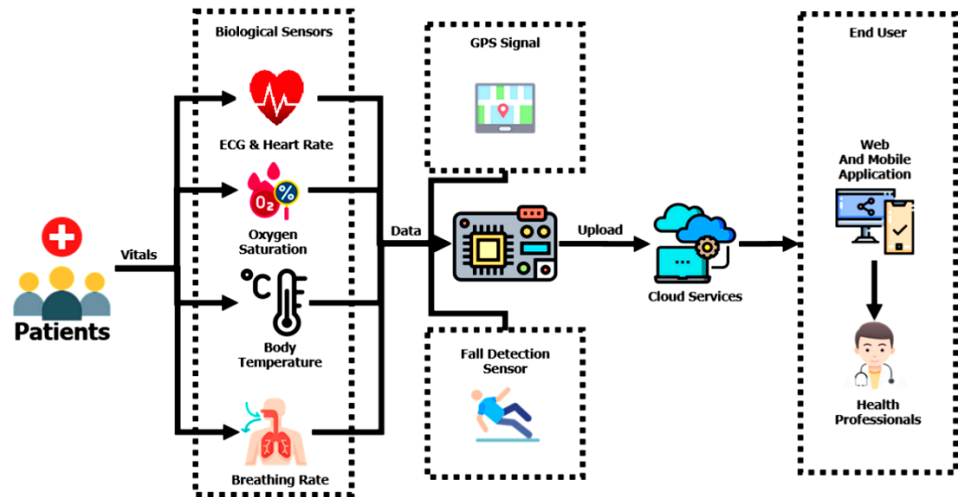 Patients
Vitals
Biological Sensors
ECG & Heart Rate
O₂
%
Oxygen
Saturation
°C
Body
Temperature
Breathing Rate
Data
GPS Signal
Fall Detection
Sensor
Upload
Cloud Services
End User
Web
And Mobile
Application
Health
Professionals